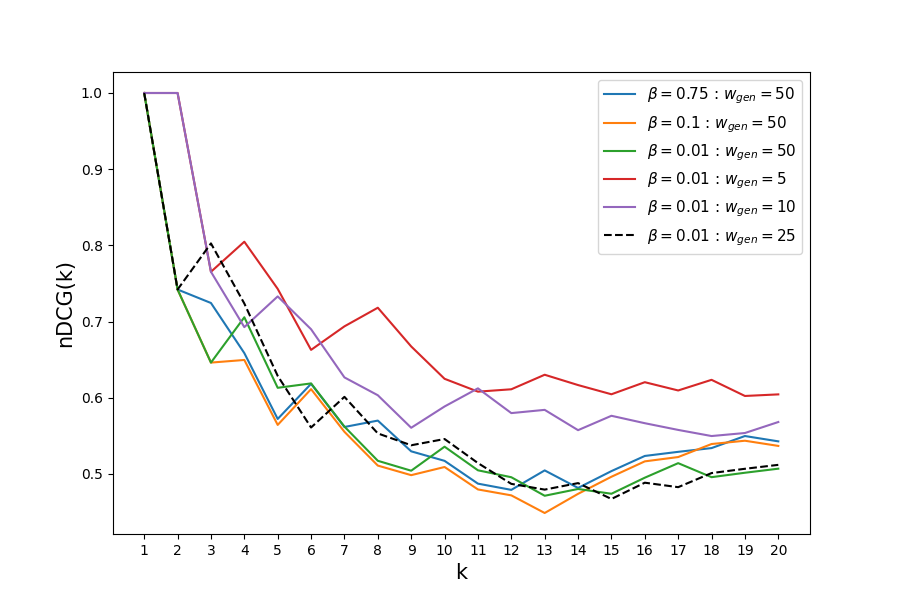 1.0
0.9
0.8
0.7
0.6
0.5
nDCG(k)
β = 0.75 : w_gen = 50
β = 0.1 : w_gen = 50
β = 0.01 : w_gen = 50
β = 0.01 : w_gen = 5
β = 0.01 : w_gen = 10
β = 0.01 : w_gen = 25
1 2 3 4 5 6 7 8 9 10 11 12 13 14 15 16 17 18 19 20
k